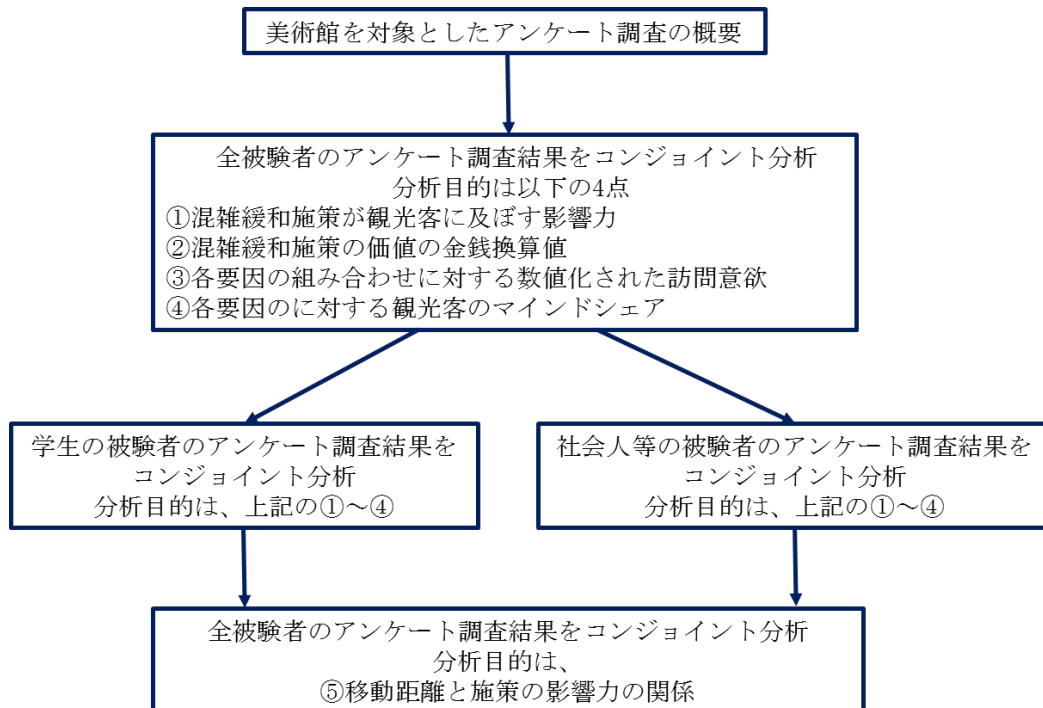 美術館を対象としたアンケート調査の概要
全被験者のアンケート調査結果をコンジョイント分析
分析目的は以下の4点
①混雑緩和施策が観光客に及ぼす影響力
②混雑緩和施策の価値の金銭換算値
③各要因の組み合わせに対する数値化された訪問意欲
④各要因のに対する観光客のマインドシェア
学生の被験者のアンケート調査結果を
コンジョイント分析
分析目的は、上記の①～④
社会人等の被験者のアンケート調査結果を
コンジョイント分析
分析目的は、上記の①～④
全被験者のアンケート調査結果をコンジョイント分析
分析目的は、
⑤移動距離と施策の影響力の関係